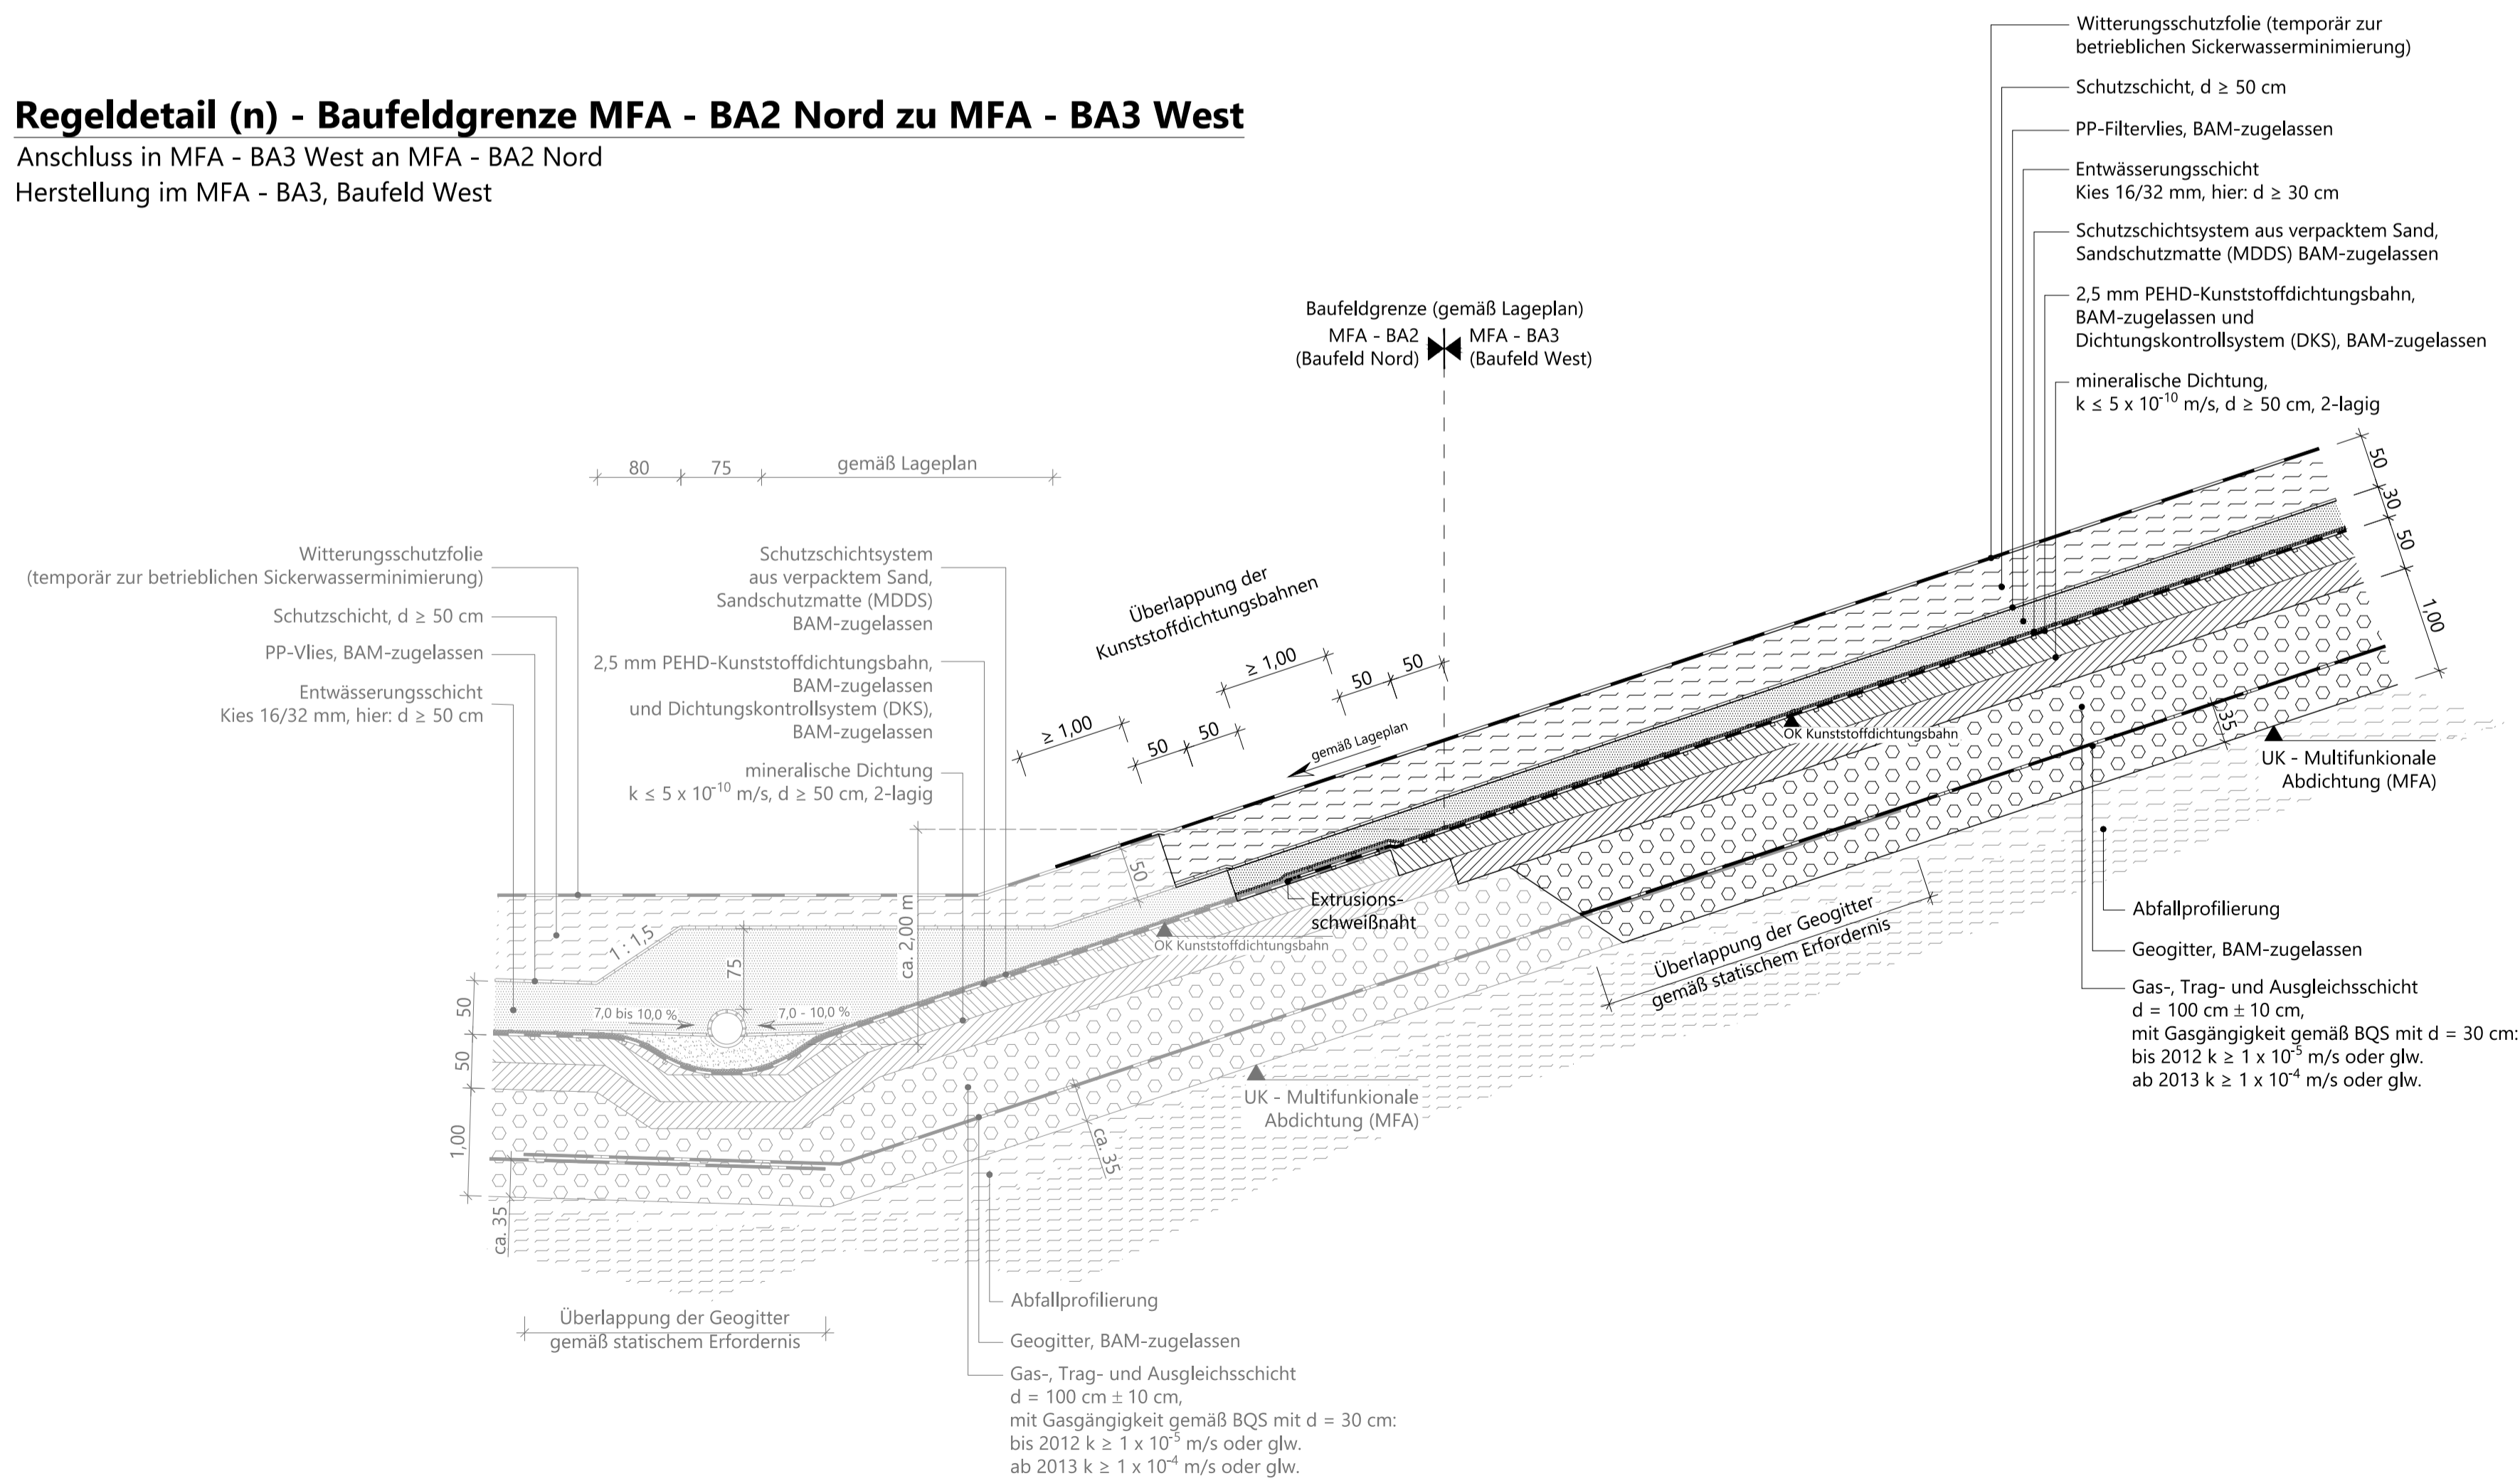 Regeldetail (n) - Baufeldgrenze MFA - BA2 Nord zu MFA - BA3 West
Anschluss in MFA - BA3 West an MFA - BA2 Nord
Herstellung im MFA - BA3, Baufeld West
Witterungsschutzfolie (temporär zur
betrieblichen Sickerwasserminimierung)
Schutzschicht, d ≥ 50 cm
PP-Filtervlies, BAM-zugelassen
Entwässerungsschicht
Kies 16/32 mm, hier: d ≥ 30 cm
Schutzschichtsystem aus verpacktem Sand,
Sandschutzmatte (MDDS) BAM-zugelassen
2,5 mm PEHD-Kunststoffdichtungsbahn,
BAM-zugelassen und
Dichtungskontrollsystem (DKS), BAM-zugelassen
mineralische Dichtung,
k ≤ 5 x 10⁻¹⁰ m/s, d ≥ 50 cm, 2-lagig
Baufeldgrenze (gemäß Lageplan)
MFA - BA2
(Baufeld Nord)
MFA - BA3
(Baufeld West)
80
75
gemäß Lageplan
Witterungsschutzfolie
(temporär zur betrieblichen Sickerwasserminimierung)
Schutzschicht, d ≥ 50 cm
PP-Vlies, BAM-zugelassen
Entwässerungsschicht
Kies 16/32 mm, hier: d ≥ 50 cm
Schutzschichtsystem
aus verpacktem Sand,
Sandschutzmatte (MDDS)
BAM-zugelassen
2,5 mm PEHD-Kunststoffdichtungsbahn,
BAM-zugelassen
und Dichtungskontrollsystem (DKS),
BAM-zugelassen
mineralische Dichtung
k ≤ 5 x 10⁻¹⁰ m/s, d ≥ 50 cm, 2-lagig
Überlappung der
Kunststoffdichtungsbahnen
≥ 1,00
50
50
≥ 1,00
50
50
gemäß Lageplan
50
30
50
1,00
35
OK Kunststoffdichtungsbahn
UK - Multifunkionale
Abdichtung (MFA)
50
ca. 2,00 m
Extrusions-
schweißnaht
OK Kunststoffdichtungsbahn
1 : 1,5
75
7,0 bis 10,0 %
7,0 - 10,0 %
50
50
1,00
ca. 35
Überlappung der Geogitter
gemäß statischem Erfordernis
Abfallprofilierung
Geogitter, BAM-zugelassen
Gas-, Trag- und Ausgleichsschicht
d = 100 cm ± 10 cm,
mit Gasgängigkeit gemäß BQS mit d = 30 cm:
bis 2012 k ≥ 1 x 10⁻⁵ m/s oder glw.
ab 2013 k ≥ 1 x 10⁻⁴ m/s oder glw.
UK - Multifunkionale
Abdichtung (MFA)
ca. 35
Überlappung der Geogitter
gemäß statischem Erfordernis
Abfallprofilierung
Geogitter, BAM-zugelassen
Gas-, Trag- und Ausgleichsschicht
d = 100 cm ± 10 cm,
mit Gasgängigkeit gemäß BQS mit d = 30 cm:
bis 2012 k ≥ 1 x 10⁻⁵ m/s oder glw.
ab 2013 k ≥ 1 x 10⁻⁴ m/s oder glw.